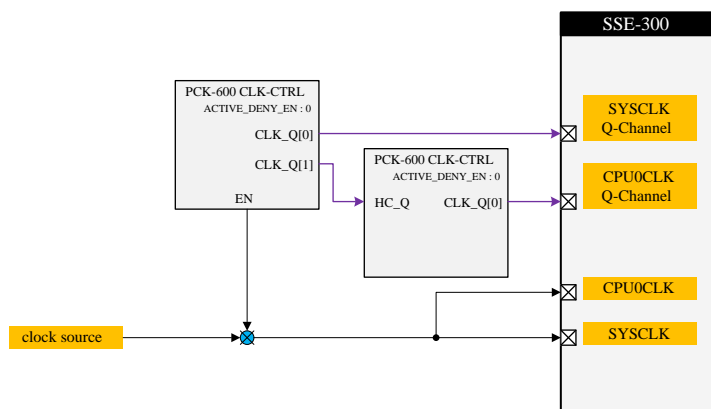 SSE-300
PCK-600 CLK-CTRL
ACTIVE_DENY_EN : 0
CLK_Q[0]
CLK_Q[1]
EN
PCK-600 CLK-CTRL
ACTIVE_DENY_EN : 0
HC_Q
CLK_Q[0]
SYSCLK
Q-Channel
CPU0CLK
Q-Channel
CPU0CLK
clock source
SYSCLK